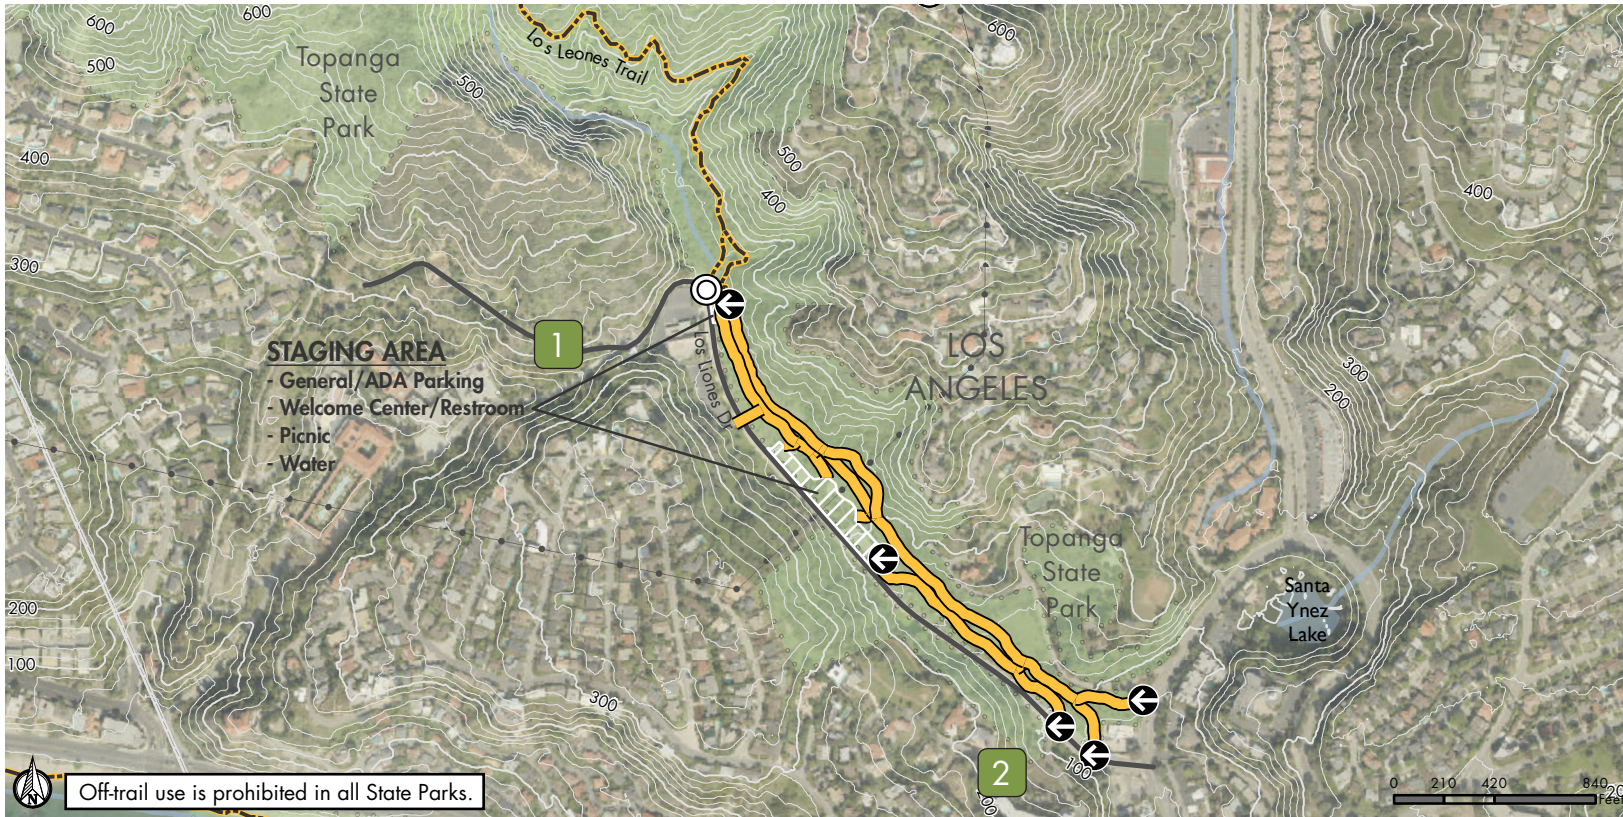 600
600
500
Topanga
State
Park
500
Los Leones Trail
600
400
500
400
400
300
1
STAGING AREA
- General/ADA Parking
- Welcome Center/Restroom
- Picnic
- Water
Los Liones D
LOS
ANGELES
300
200
Topanga
State
Park
Santa
Ynez
Lake
200
100
300
2
100
N
Off-trail use is prohibited in all State Parks.
0 210 420 840
Feet